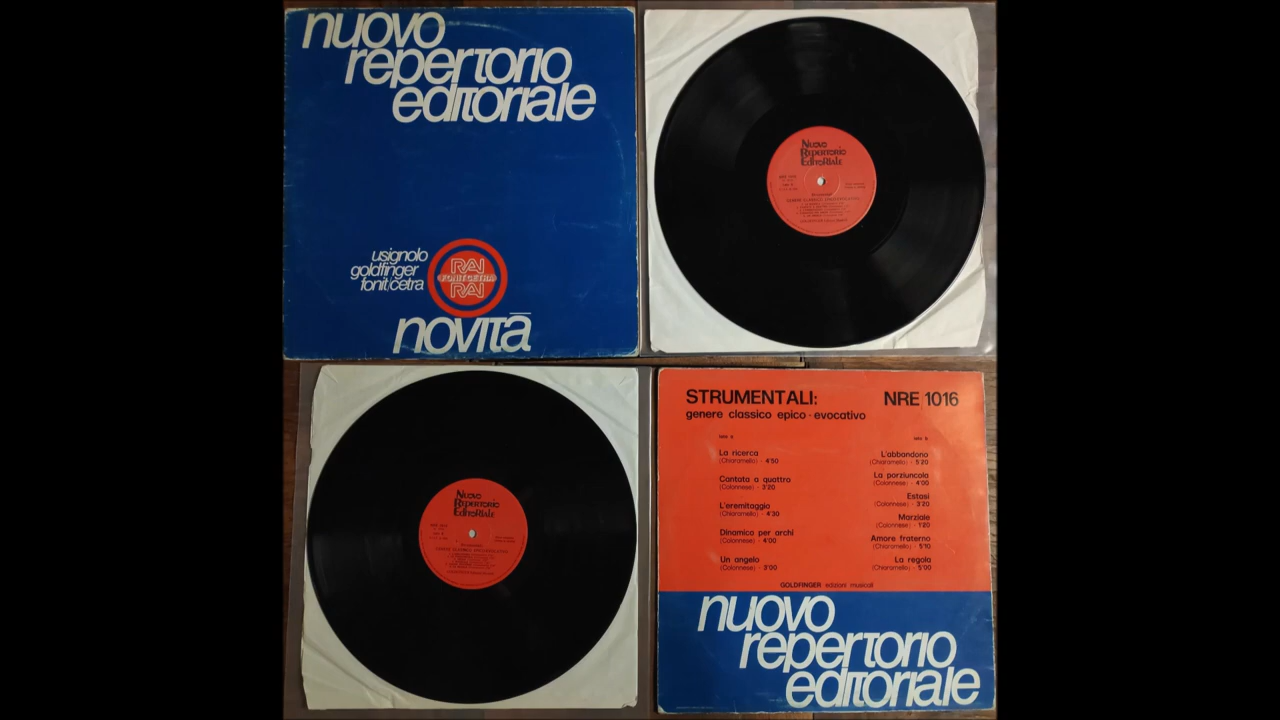 nuovo
repertorio
editoriale
usignolo
goldfinger
fonit/cetra
RAI
FONIT CETRA
RAI
novità
Nuovo
Repertorio
Editoriale
Nuovo
Repertorio
Editoriale
STRUMENTALI: NRE 1016
genere classico epico - evocativo
lato a
La ricerca
(Chiaramello) - 4'50
Cantata a quattro
(Colonnese) - 3'20
L'eremitaggio
(Chiaramello) - 4'30
Dinamico per archi
(Colonnese) - 4'00
Un angelo
(Colonnese) - 3'00
lato b
L'abbandono
(Chiaramello) - 5'20
La porziuncola
(Colonnese) - 4'00
Estasi
(Colonnese) - 3'20
Marziale
(Colonnese) - 1'20
Amore fraterno
(Chiaramello) - 5'10
La regola
(Chiaramello) - 5'00
GOLDFINGER edizioni musicali
nuovo
repertorio
editoriale